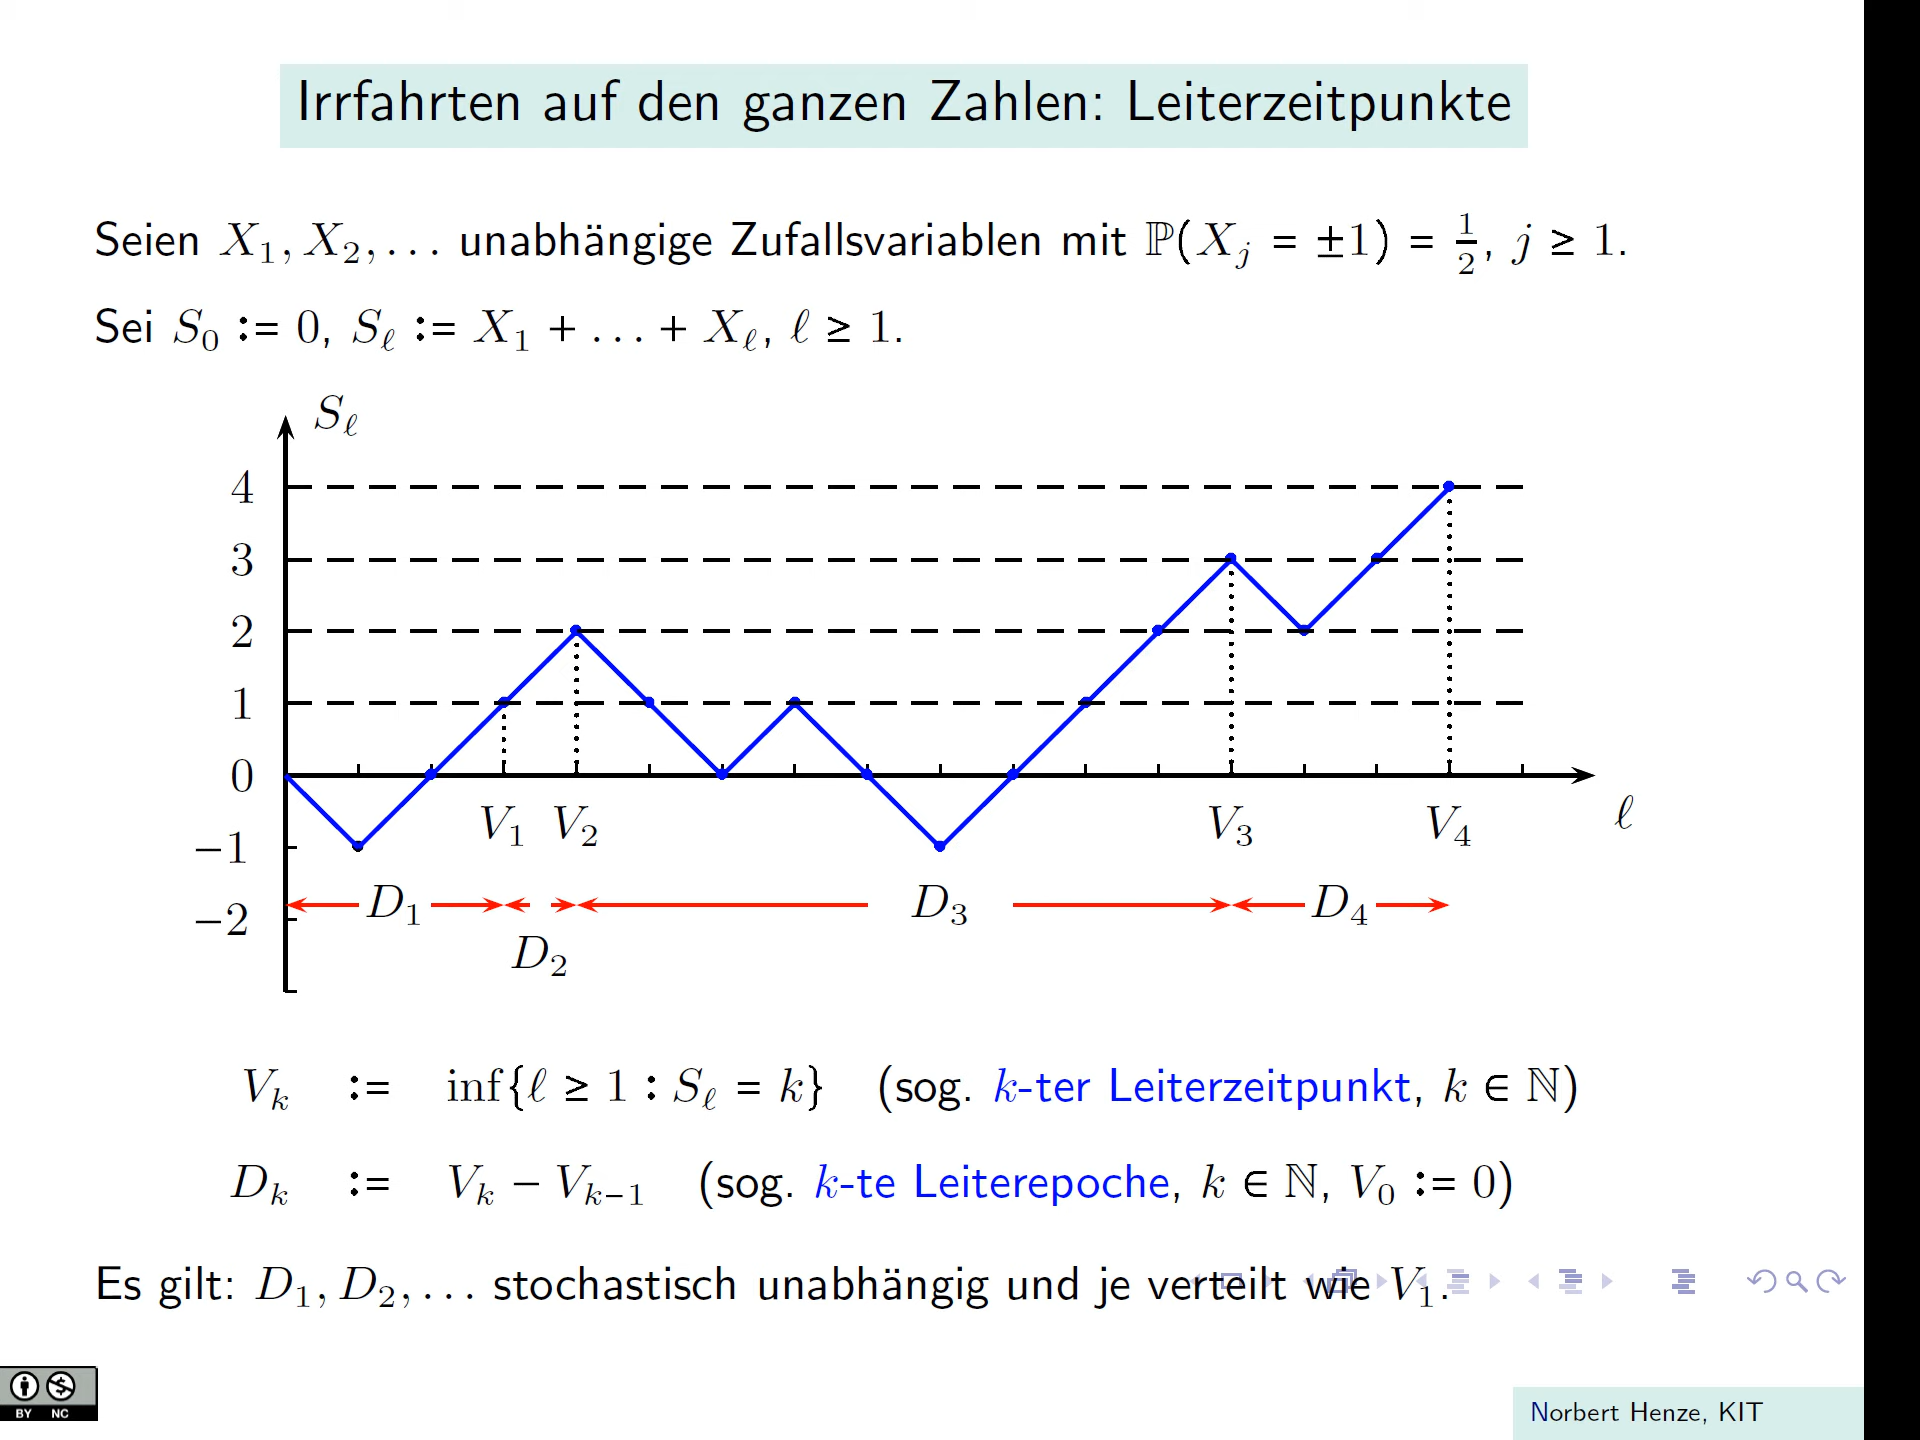 Irrfahrten auf den ganzen Zahlen: Leiterzeitpunkte
Seien X₁, X₂, . . . unabhängige Zufallsvariablen mit ℙ(X_j = ±1) = 1/2, j ≥ 1.
Sei S₀ := 0, S_ℓ := X₁ + . . . + X_ℓ, ℓ ≥ 1.
S_ℓ
4
3
2
1
0
−1
−2
V₁ V₂ V₃ V₄ ℓ
D₁ D₃ D₄
D₂
V_k := inf{ℓ ≥ 1 : S_ℓ = k} (sog. k-ter Leiterzeitpunkt, k ∈ ℕ)
D_k := V_k − V_{k−1} (sog. k-te Leiterepoche, k ∈ ℕ, V₀ := 0)
Es gilt: D₁, D₂, . . . stochastisch unabhängig und je verteilt wie V₁.
BY NC
Norbert Henze, KIT